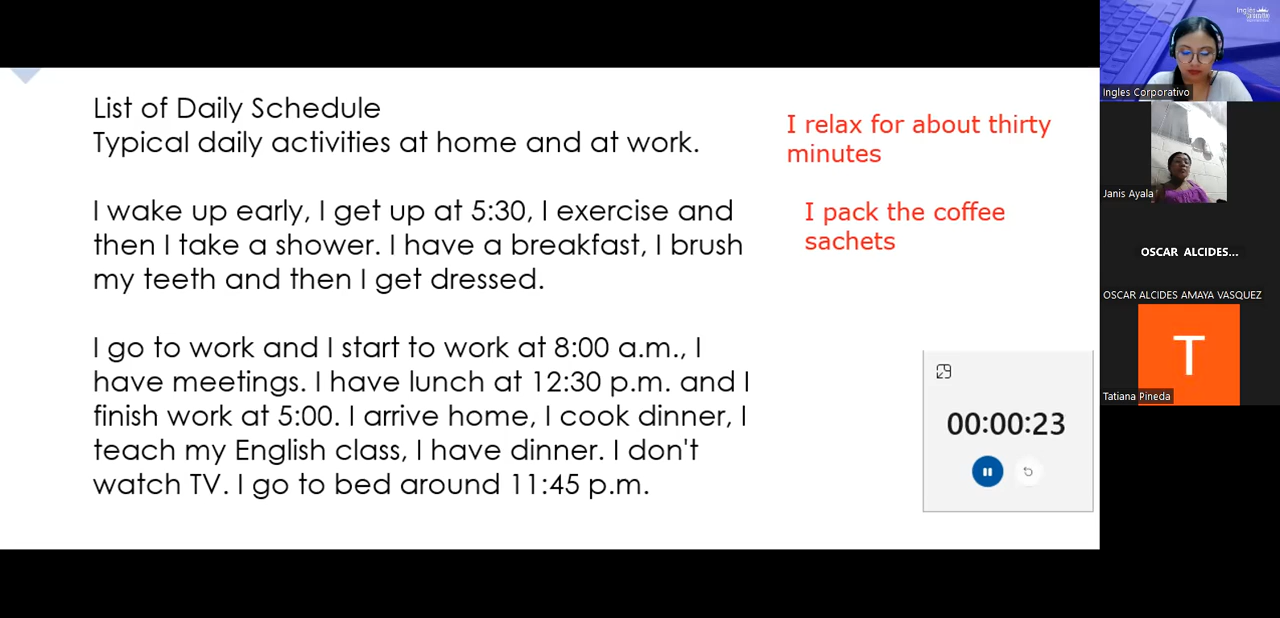 List of Daily Schedule
Typical daily activities at home and at work.
I wake up early, I get up at 5:30, I exercise and
then I take a shower. I have a breakfast, I brush
my teeth and then I get dressed.
I go to work and I start to work at 8:00 a.m., I
have meetings. I have lunch at 12:30 p.m. and I
finish work at 5:00. I arrive home, I cook dinner, I
teach my English class, I have dinner. I don't
watch TV. I go to bed around 11:45 p.m.
I relax for about thirty
minutes
I pack the coffee
sachets
00:00:23
Ingles Corporativo
Janis Ayala
OSCAR ALCIDES...
OSCAR ALCIDES AMAYA VASQUEZ
T
Tatiana Pineda